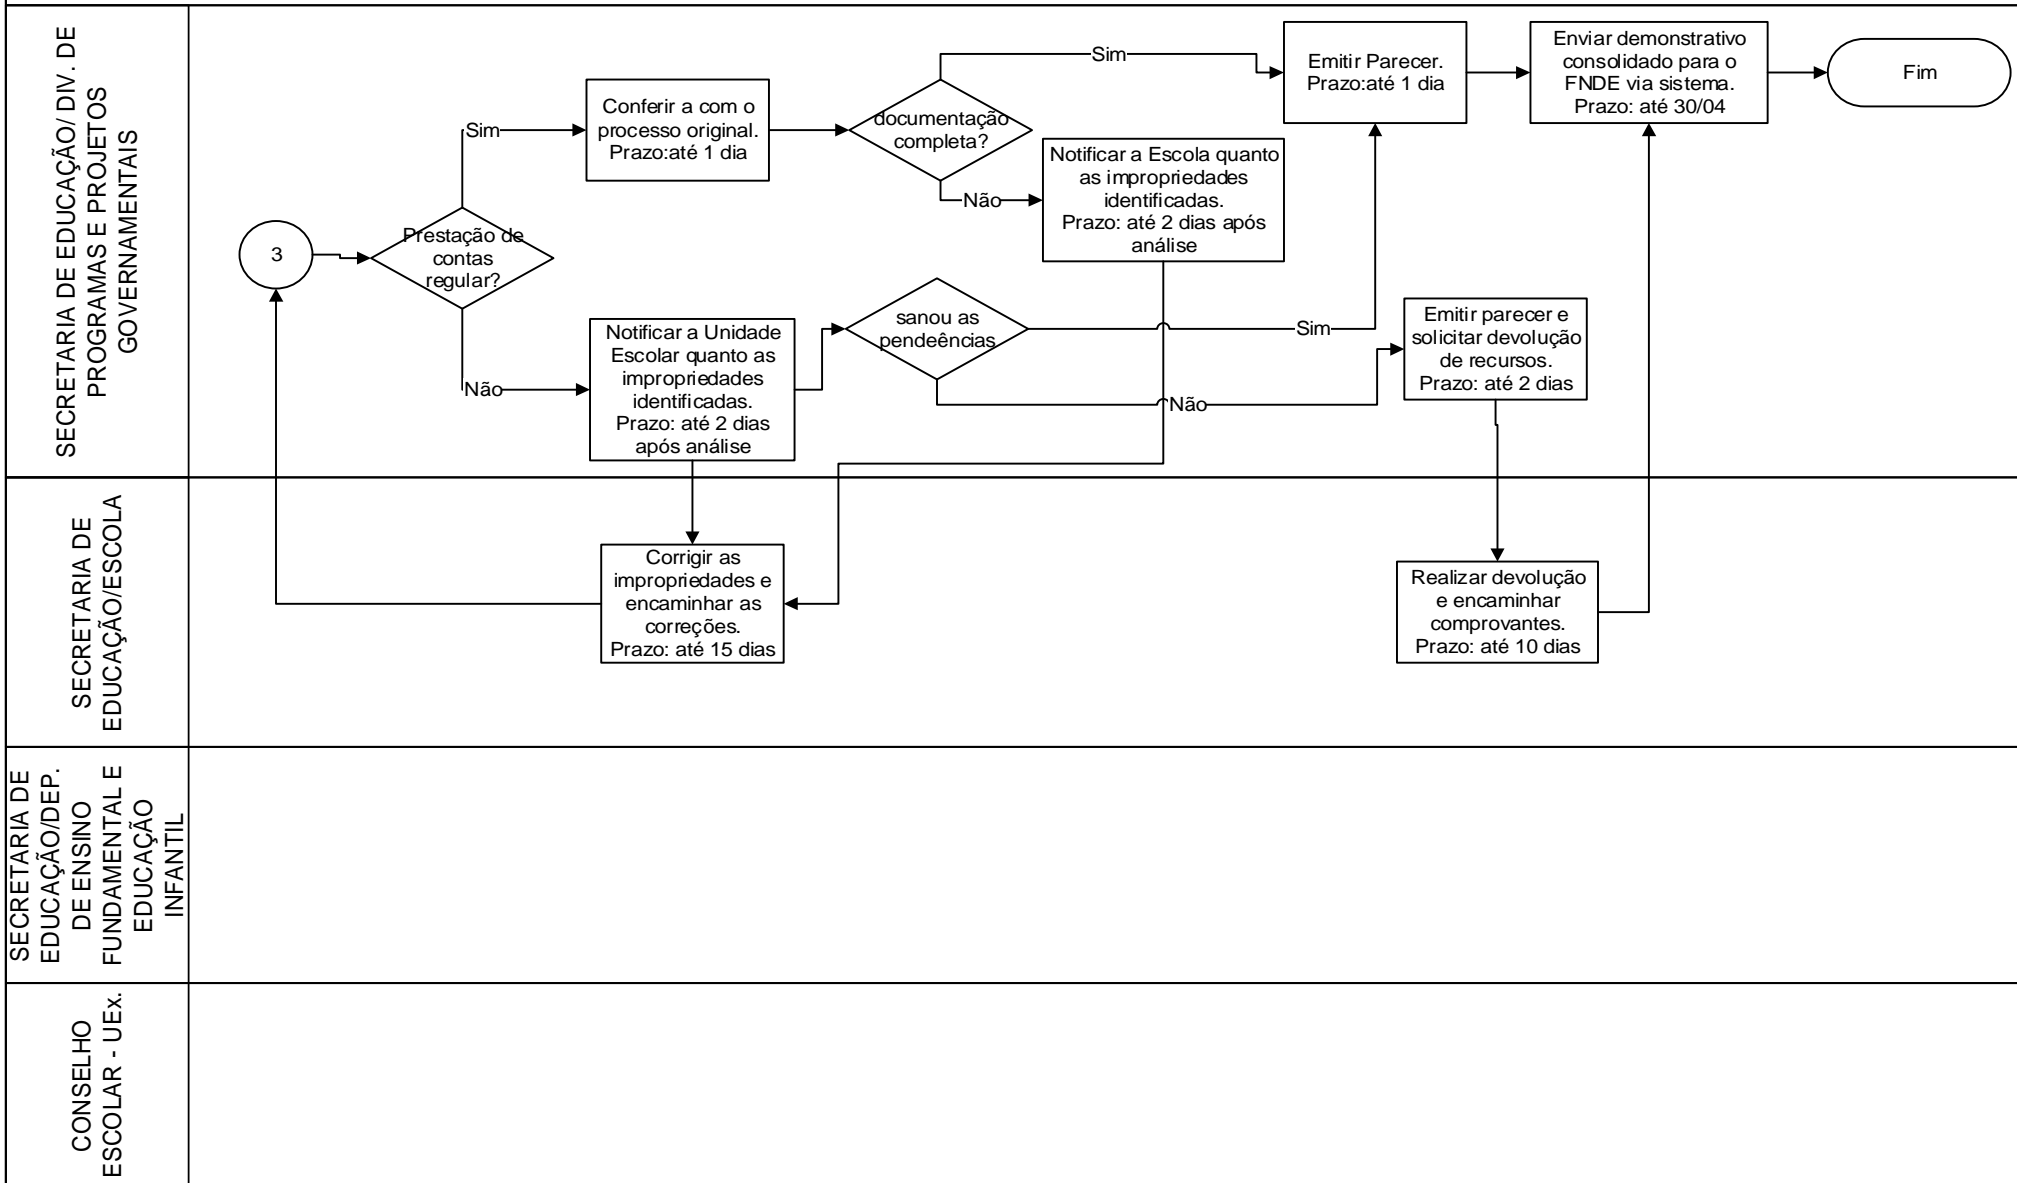 SECRETARIA DE EDUCAÇÃO/ DIV. DE
PROGRAMAS E PROJETOS
GOVERNAMENTAIS
3
Prestação de
contas
regular?
Sim
Não
Conferir a com o
processo original.
Prazo:até 1 dia
documentação
completa?
Sim
Não
Notificar a Escola quanto
as impropriedades
identificadas.
Prazo: até 2 dias após
análise
Emitir Parecer.
Prazo:até 1 dia
Enviar demonstrativo
consolidado para o
FNDE via sistema.
Prazo: até 30/04
Fim
Notificar a Unidade
Escolar quanto as
impropriedades
identificadas.
Prazo: até 2 dias
após análise
sanou as
pendeências
Sim
Não
Emitir parecer e
solicitar devolução
de recursos.
Prazo: até 2 dias
SECRETARIA DE
EDUCAÇÃO/ESCOLA
Corrigir as
impropriedades e
encaminhar as
correções.
Prazo: até 15 dias
Realizar devolução
e encaminhar
comprovantes.
Prazo: até 10 dias
SECRETARIA DE
EDUCAÇÃO/DEP.
DE ENSINO
FUNDAMENTAL E
EDUCAÇÃO
INFANTIL
CONSELHO
ESCOLAR - UEx.